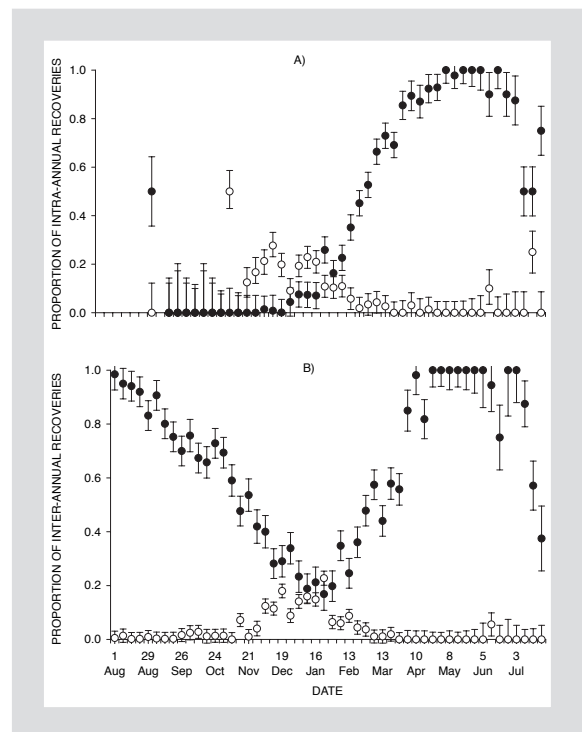 A)
PROPORTION OF INTRA-ANNUAL RECOVERIES
1.0
0.8
0.6
0.4
0.2
0.0
B)
PROPORTION OF INTER-ANNUAL RECOVERIES
1.0
0.8
0.6
0.4
0.2
0.0
1 29 26 24 21 19 16 13 13 10 8 5 3
Aug Aug Sep Oct Nov Dec Jan Feb Mar Apr May Jun Jul
DATE